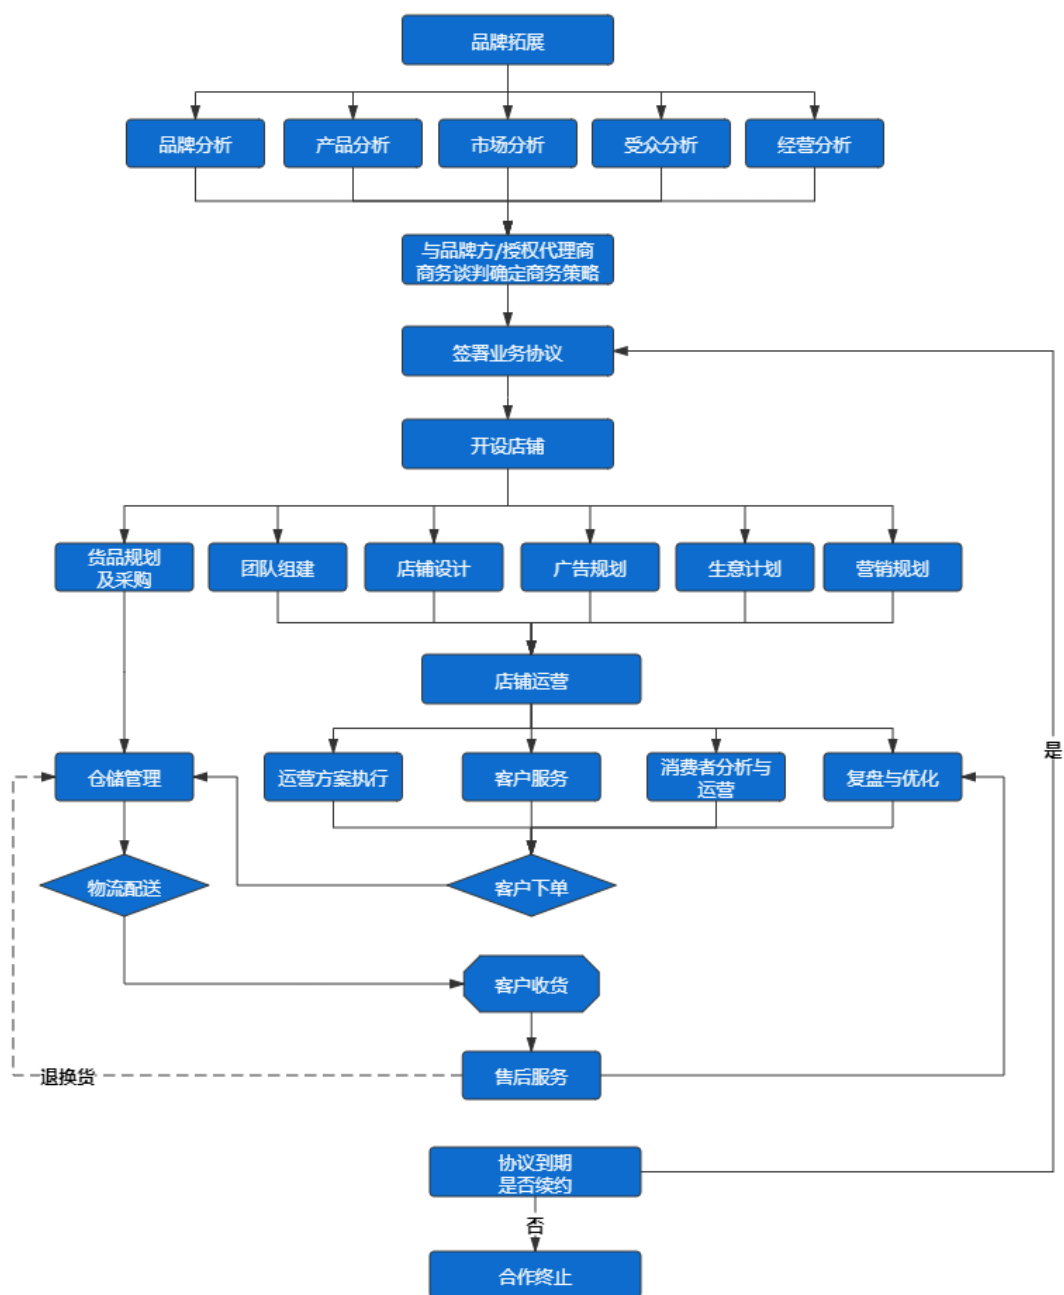 品牌拓展
品牌分析
产品分析
市场分析
受众分析
经营分析
与品牌方/授权代理商
商务谈判确定商务策略
签署业务协议
开设店铺
货品规划
及采购
团队组建
店铺设计
广告规划
生意计划
营销规划
店铺运营
是
仓储管理
运营方案执行
客户服务
消费者分析与
运营
复盘与优化
物流配送
客户下单
客户收货
退换货
售后服务
协议到期
是否续约
否
合作终止